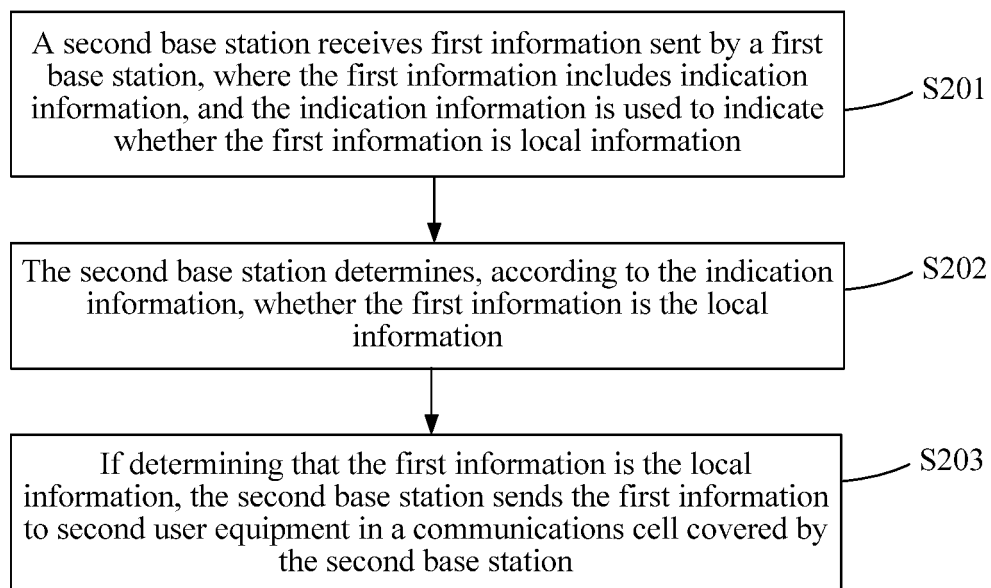 A second base station receives first information sent by a first
base station, where the first information includes indication
information, and the indication information is used to indicate
whether the first information is local information
S201
The second base station determines, according to the indication
information, whether the first information is the local
information
S202
If determining that the first information is the local
information, the second base station sends the first information
to second user equipment in a communications cell covered by
the second base station
S203